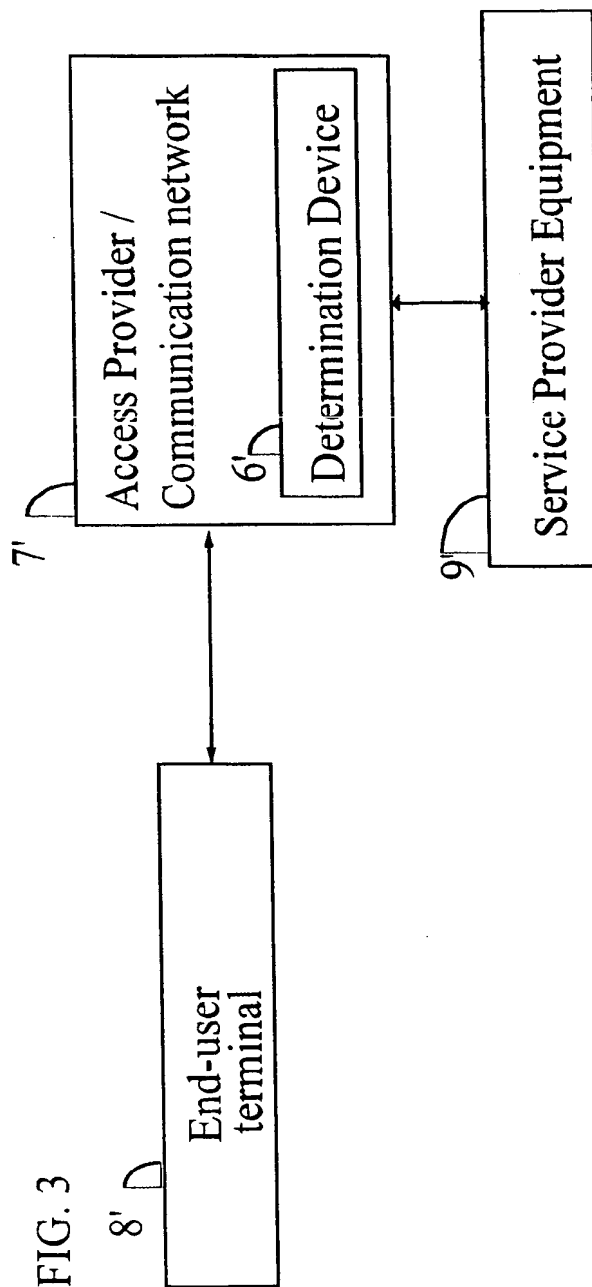 FIG. 3
8'
End-user
terminal
7'
Access Provider /
Communication network
6'
Determination Device
9'
Service Provider Equipment